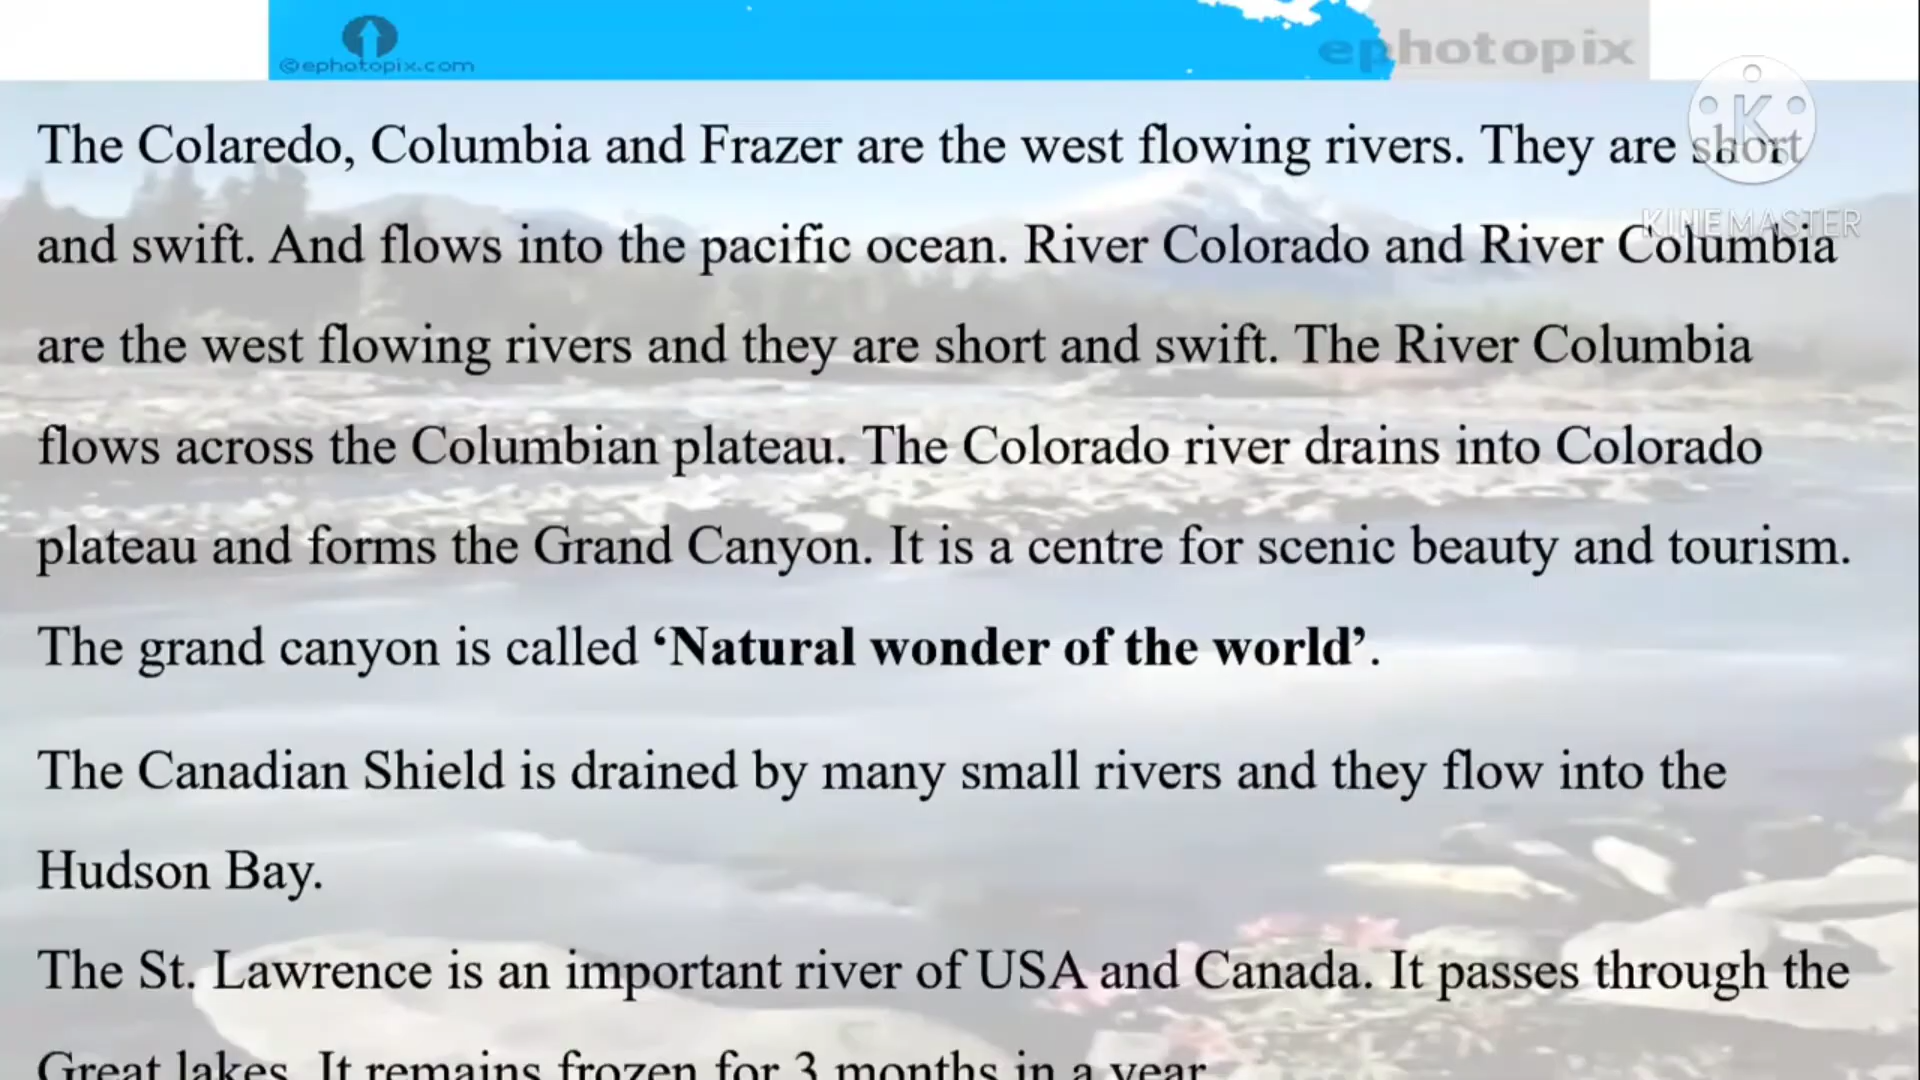 ©ephotopix.com
ephotopix
KINEMASTER
The Colaredo, Columbia and Frazer are the west flowing rivers. They are short
and swift. And flows into the pacific ocean. River Colorado and River Columbia
are the west flowing rivers and they are short and swift. The River Columbia
flows across the Columbian plateau. The Colorado river drains into Colorado
plateau and forms the Grand Canyon. It is a centre for scenic beauty and tourism.
The grand canyon is called ‘Natural wonder of the world’.
The Canadian Shield is drained by many small rivers and they flow into the
Hudson Bay.
The St. Lawrence is an important river of USA and Canada. It passes through the
Great lakes. It remains frozen for 3 months in a year